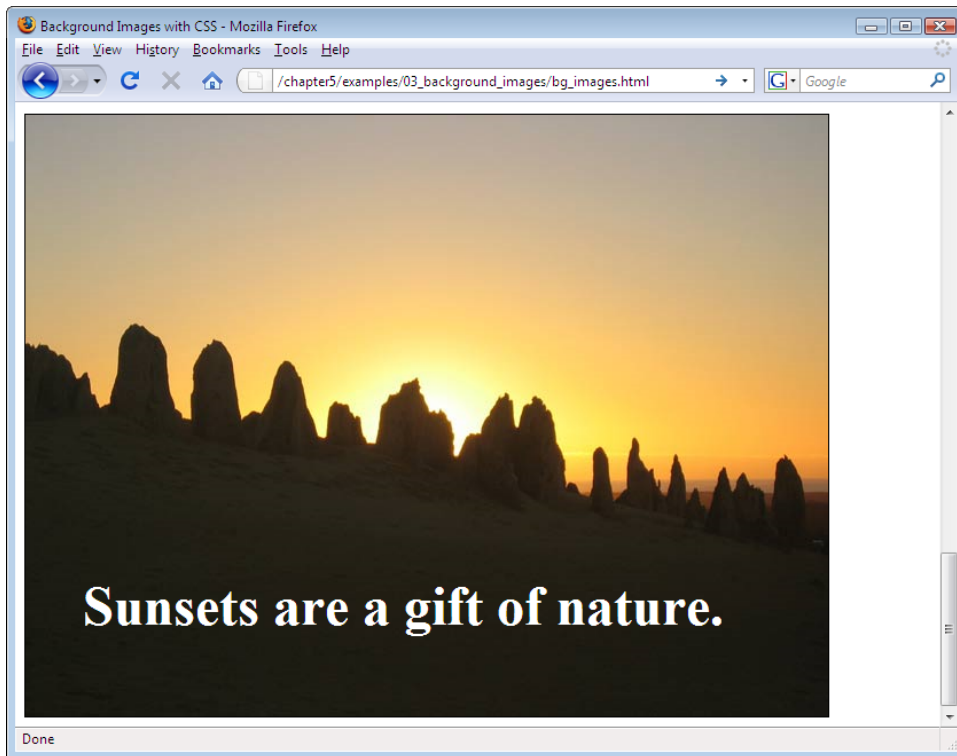 Background Images with CSS - Mozilla Firefox
File Edit View History Bookmarks Tools Help
/chapter5/examples/03_background_images/bg_images.html G Google
Sunsets are a gift of nature.
Done